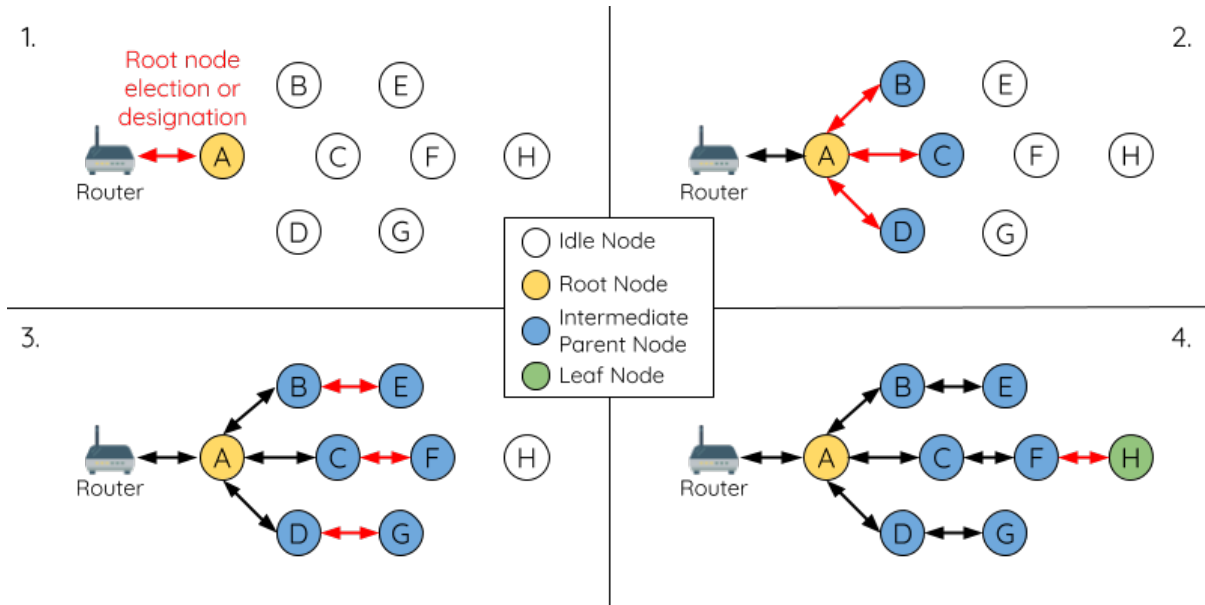 1.
Root node
election or
designation
B
E
A
C
F
H
Router
D
G
2.
B
E
A
C
F
H
Router
D
G
Idle Node
Root Node
Intermediate
Parent Node
Leaf Node
3.
B
E
A
C
F
H
Router
D
G
4.
B
E
A
C
F
H
Router
D
G